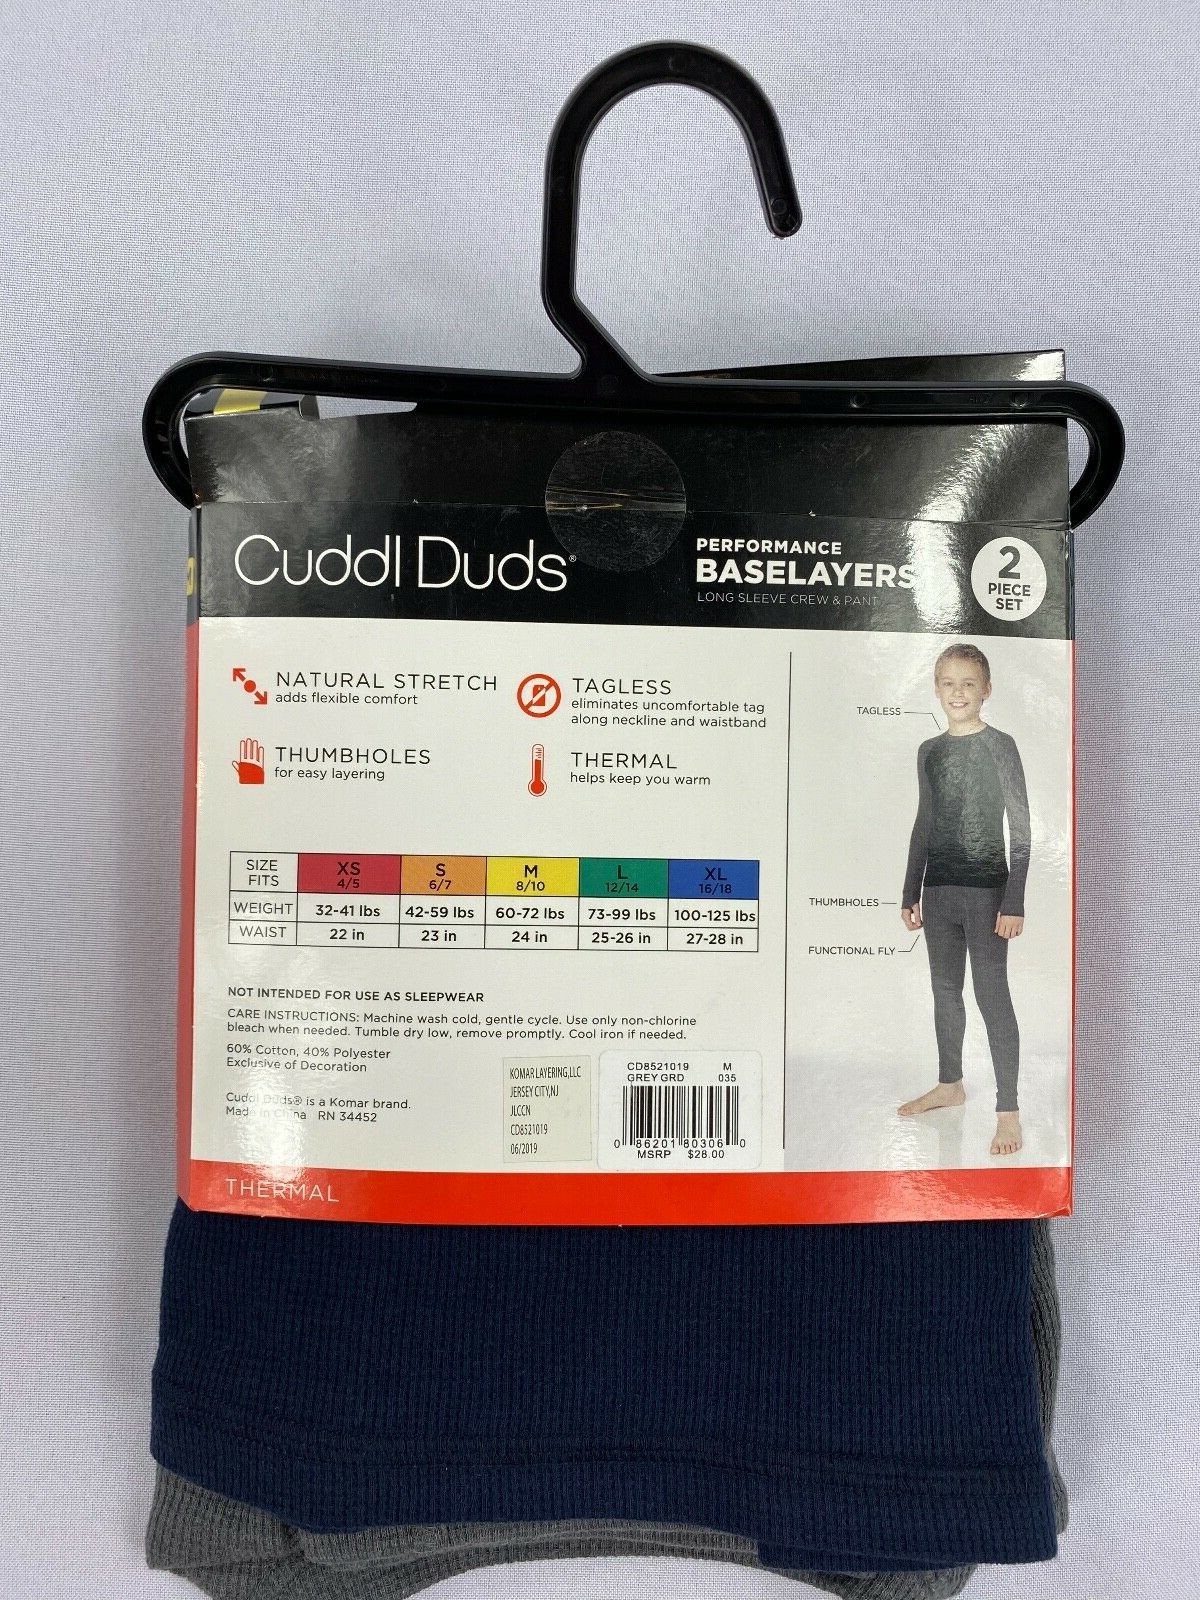 Cuddl Duds®
PERFORMANCE
BASELAYERS
LONG SLEEVE CREW & PANT
2
PIECE
SET
NATURAL STRETCH
adds flexible comfort
TAGLESS
eliminates uncomfortable tag
along neckline and waistband
THUMBHOLES
for easy layering
THERMAL
helps keep you warm
TAGLESS
THUMBHOLES
FUNCTIONAL FLY
SIZE FITS XS 4/5 S 6/7 M 8/10 L 12/14 XL 16/18
WEIGHT 32-41 lbs 42-59 lbs 60-72 lbs 73-99 lbs 100-125 lbs
WAIST 22 in 23 in 24 in 25-26 in 27-28 in
NOT INTENDED FOR USE AS SLEEPWEAR
CARE INSTRUCTIONS: Machine wash cold, gentle cycle. Use only non-chlorine
bleach when needed. Tumble dry low, remove promptly. Cool iron if needed.
60% Cotton, 40% Polyester
Exclusive of Decoration
Cuddl Duds® is a Komar brand.
Made in China RN 34452
KOMAR LAYERING,LLC
JERSEY CITY,NJ
JLCCN
CD8521019
06/2019
CD8521019 M
GREY GRD 035
0 86201 80306 0
MSRP $28.00
THERMAL